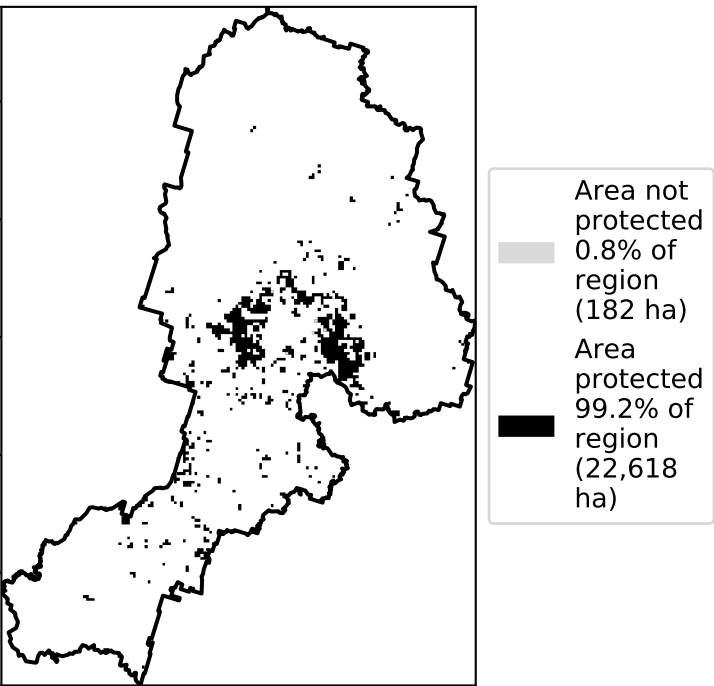 Area not
protected
0.8% of
region
(182 ha)
Area
protected
99.2% of
region
(22,618
ha)